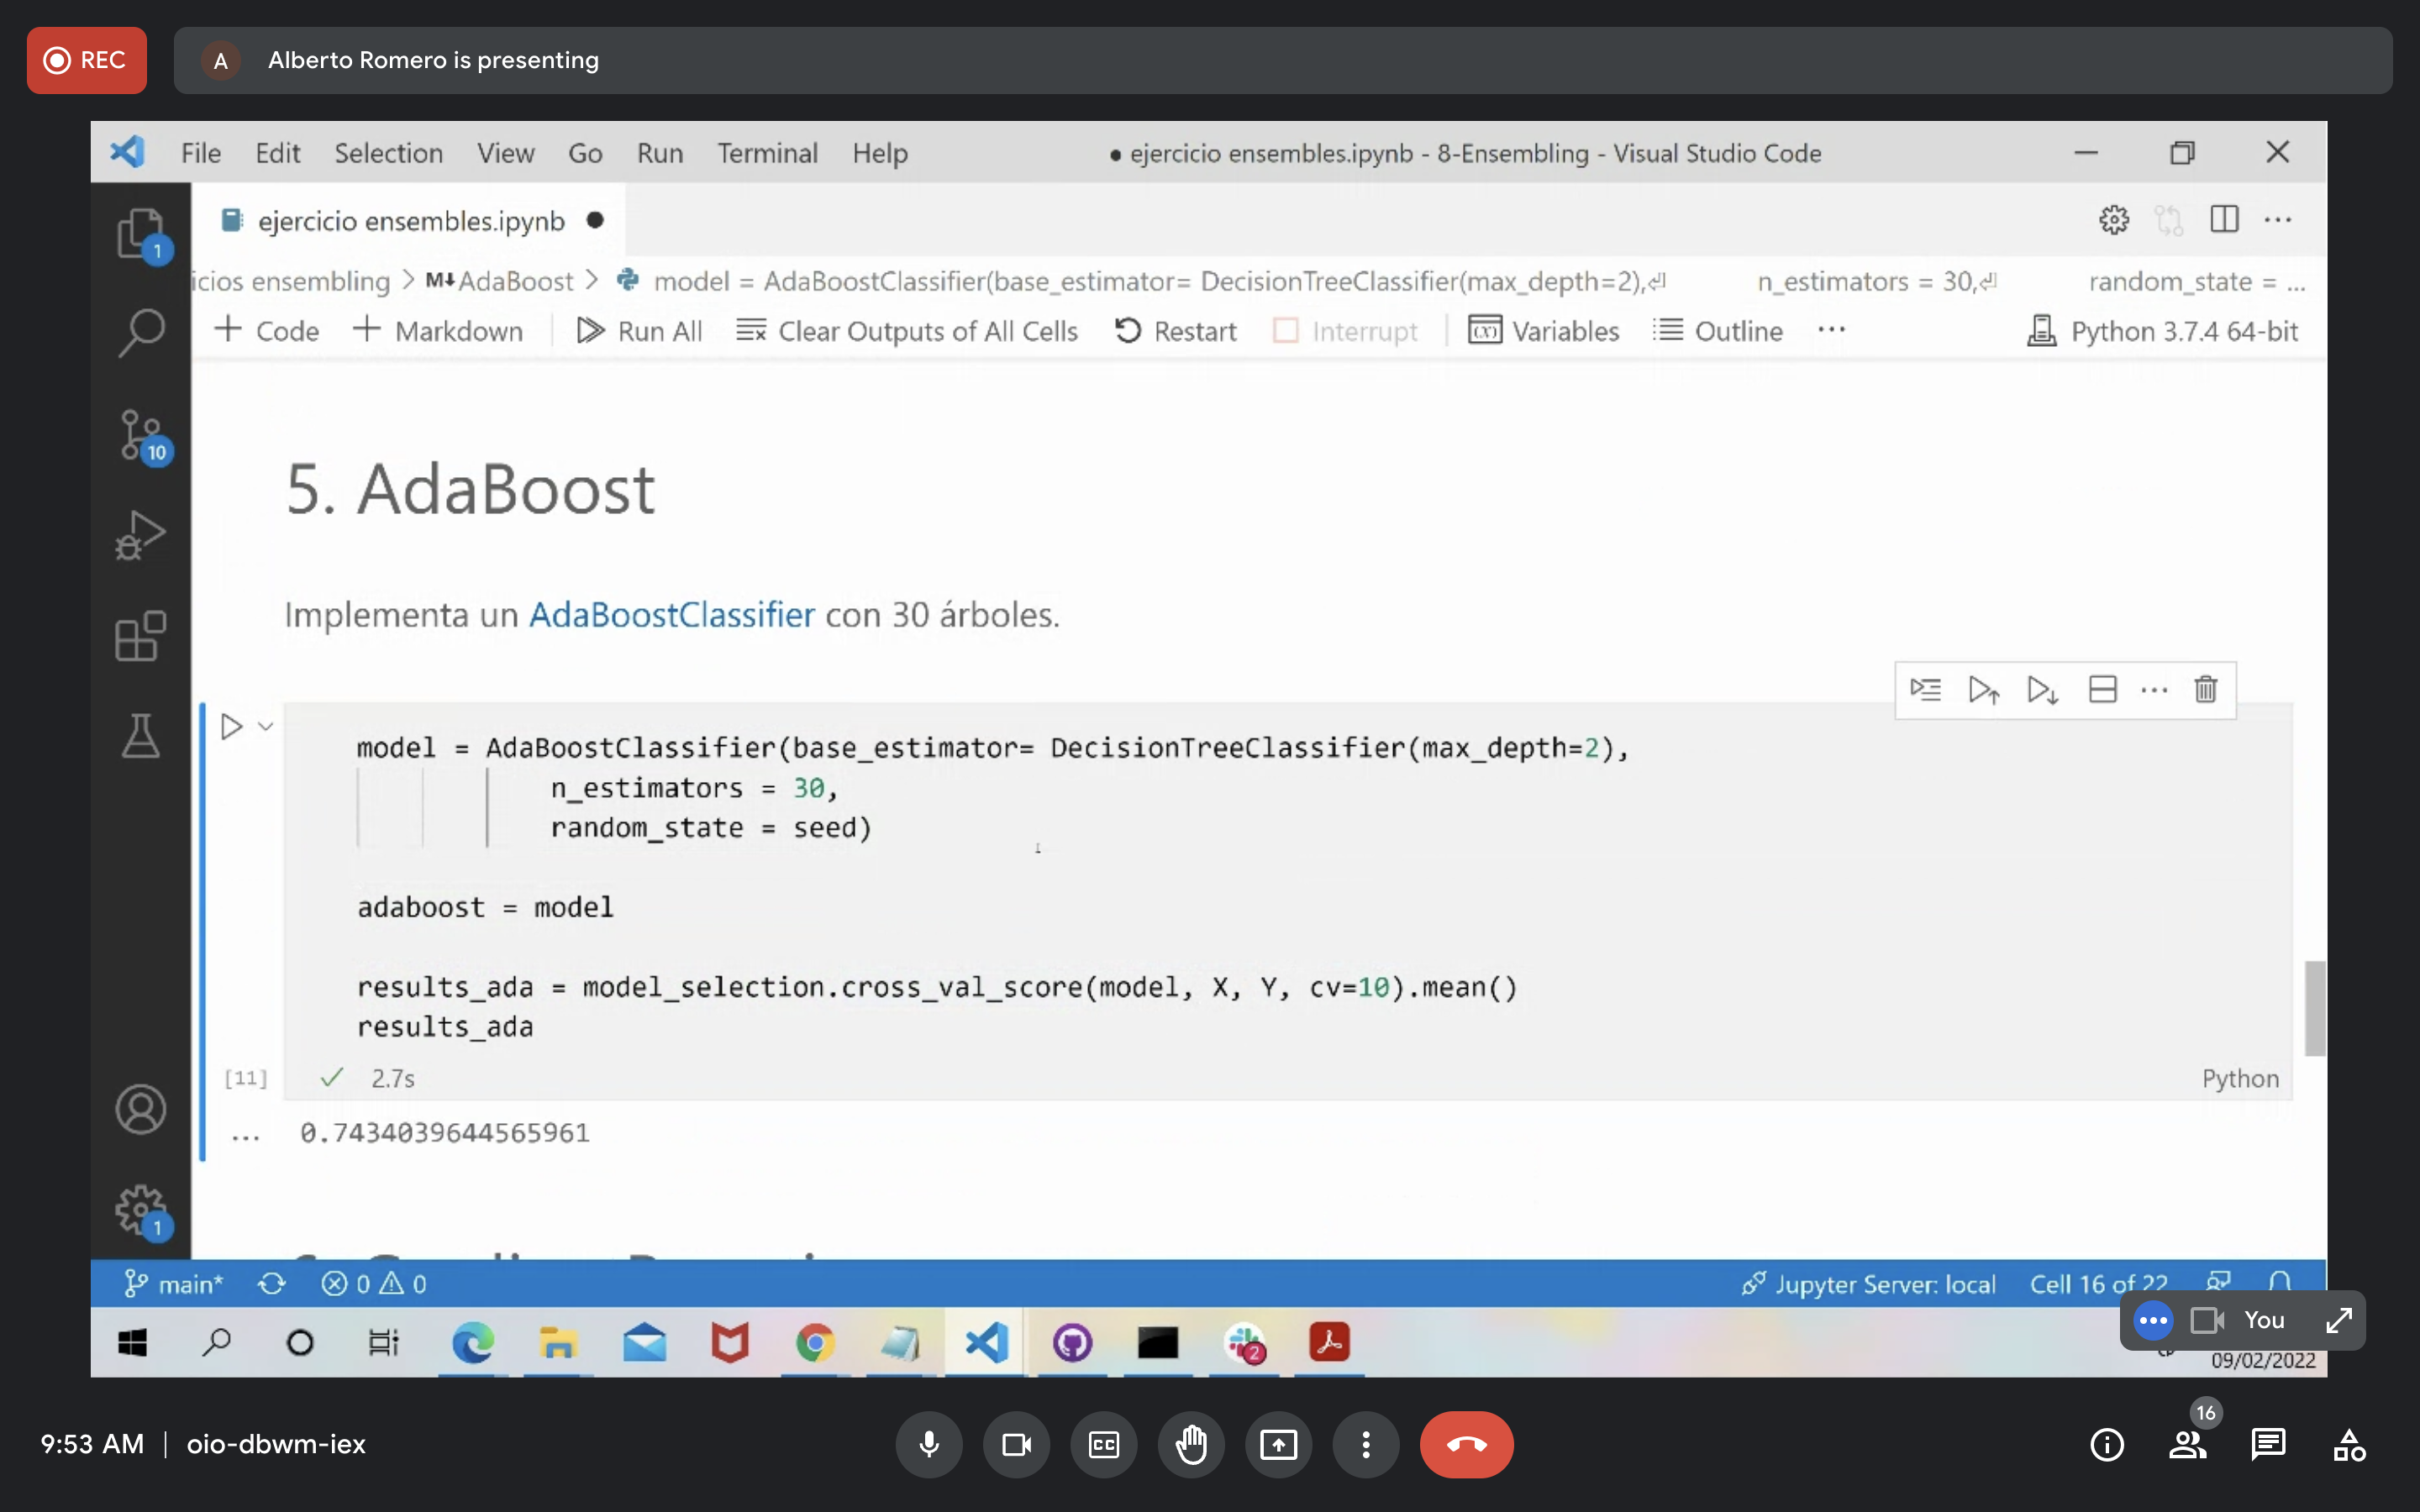 REC
A
Alberto Romero is presenting
File Edit Selection View Go Run Terminal Help
● ejercicio ensembles.ipynb - 8-Ensembling - Visual Studio Code
ejercicio ensembles.ipynb ●
1
icios ensembling > M↓ AdaBoost > model = AdaBoostClassifier(base_estimator= DecisionTreeClassifier(max_depth=2),⏎ n_estimators = 30,⏎ random_state = ...
+ Code + Markdown Run All Clear Outputs of All Cells Restart Interrupt Variables Outline ... Python 3.7.4 64-bit
10
5. AdaBoost
Implementa un AdaBoostClassifier con 30 árboles.
model = AdaBoostClassifier(base_estimator= DecisionTreeClassifier(max_depth=2),
n_estimators = 30,
random_state = seed)
adaboost = model
results_ada = model_selection.cross_val_score(model, X, Y, cv=10).mean()
results_ada
[11] ✓ 2.7s Python
... 0.7434039644565961
1
main* 0 0 Jupyter Server: local Cell 16 of 22
You
2
09/02/2022
9:53 AM | oio-dbwm-iex
CC
16